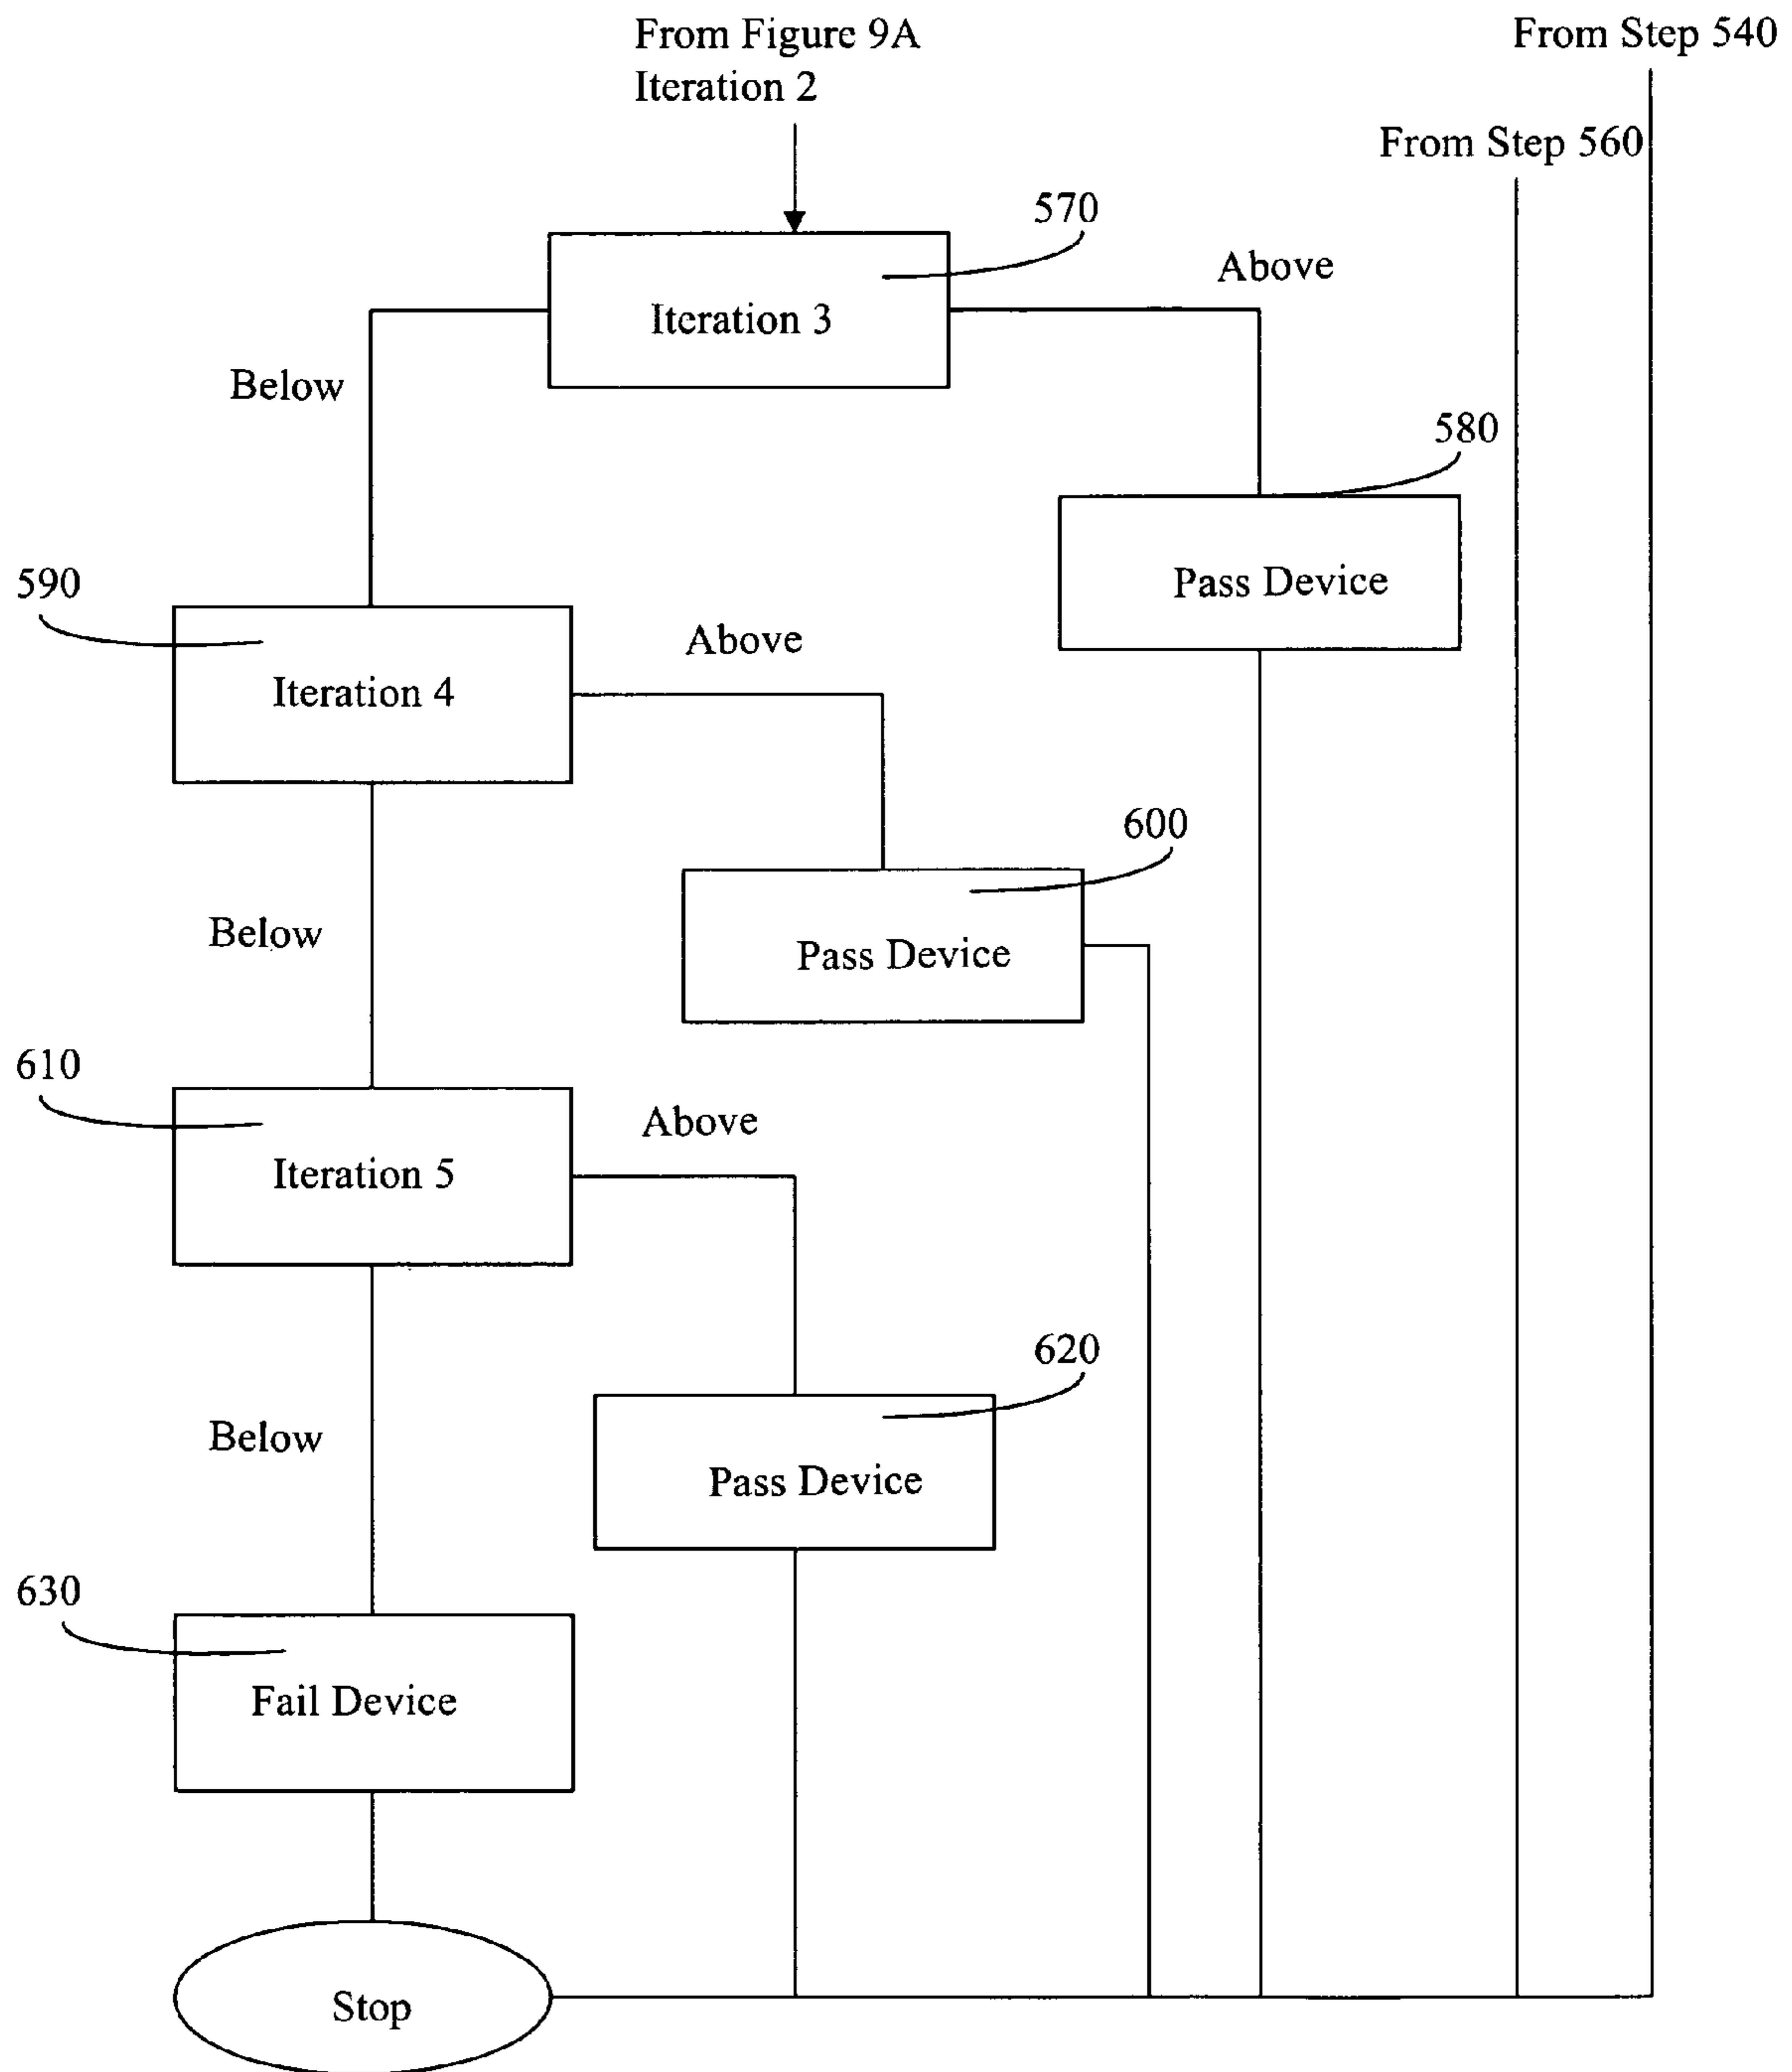 From Figure 9A
Iteration 2
From Step 540
From Step 560
570
Above
Iteration 3
Below
580
Pass Device
590
Above
Iteration 4
600
Below
Pass Device
610
Above
Iteration 5
620
Below
Pass Device
630
Fail Device
Stop